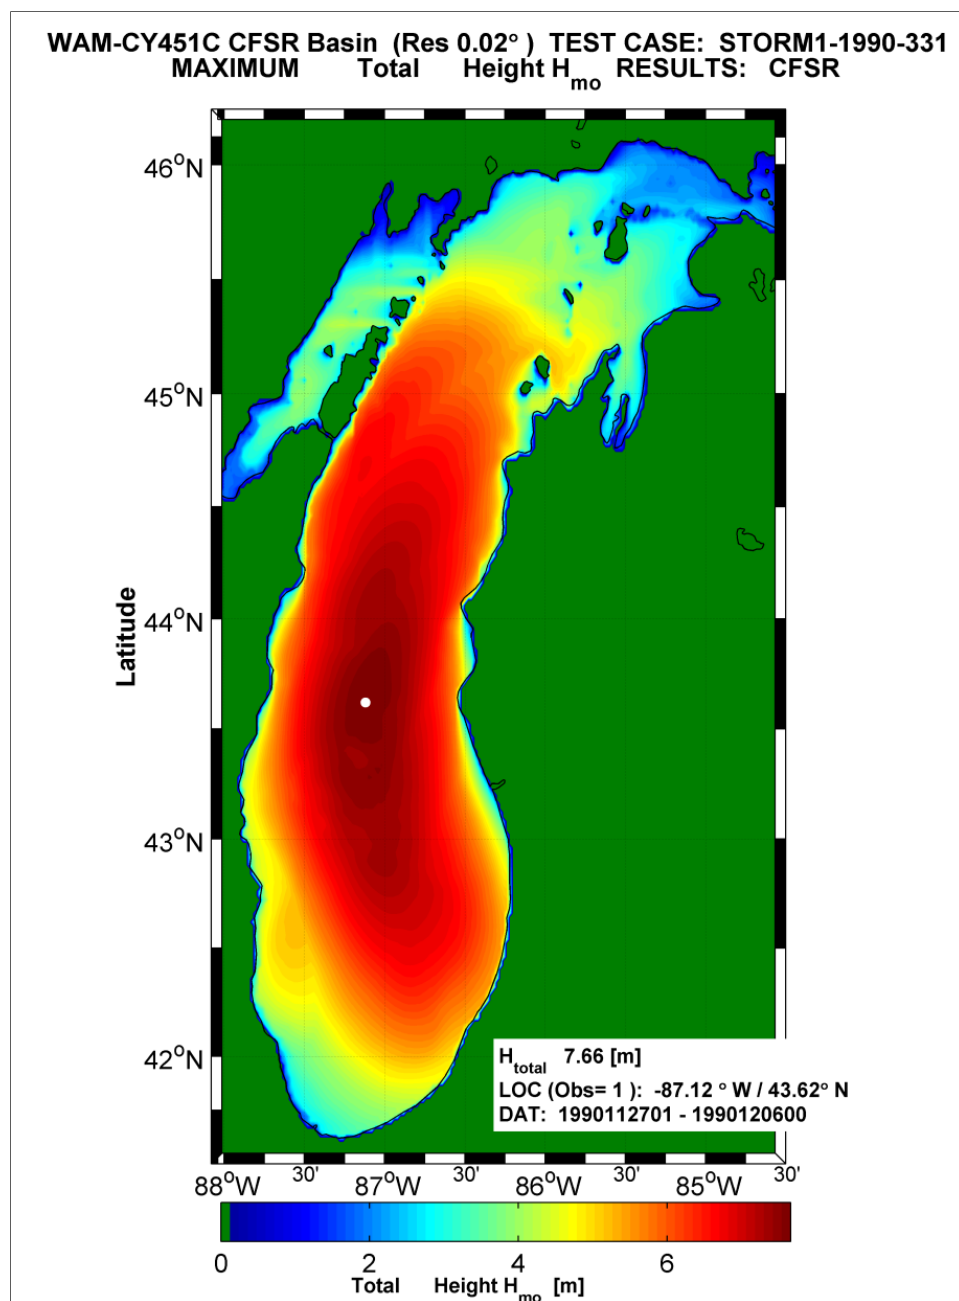 WAM-CY451C CFSR Basin (Res 0.02° ) TEST CASE: STORM1-1990-331
MAXIMUM Total Height Hmo RESULTS: CFSR
46°N
45°N
44°N
43°N
42°N
Latitude
H_total 7.66 [m]
LOC (Obs= 1 ): -87.12 ° W / 43.62° N
DAT: 1990112701 - 1990120600
88°W 30' 87°W 30' 86°W 30' 85°W 30'
0 2 4 6
Total Height Hmo [m]